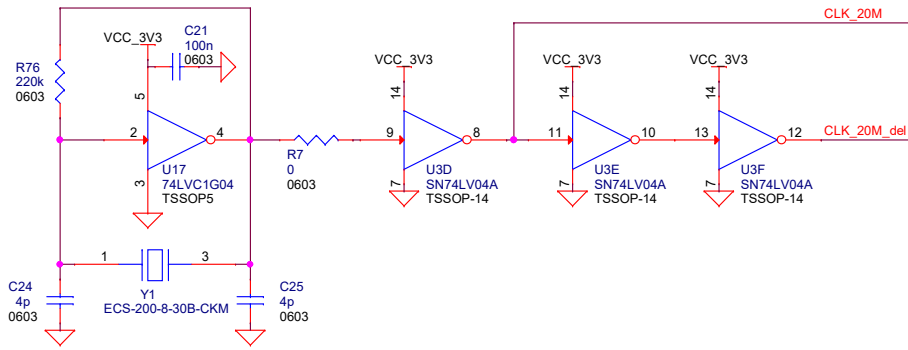 CLK_20M
C21
100n
0603
VCC_3V3
R76
220k
0603
5
2
4
3
U17
74LVC1G04
TSSOP5
R7
0
0603
VCC_3V3
14
9
8
7
U3D
SN74LV04A
TSSOP-14
VCC_3V3
14
11
10
7
U3E
SN74LV04A
TSSOP-14
VCC_3V3
14
13
12
7
U3F
SN74LV04A
TSSOP-14
CLK_20M_del
1
3
Y1
ECS-200-8-30B-CKM
C24
4p
0603
C25
4p
0603